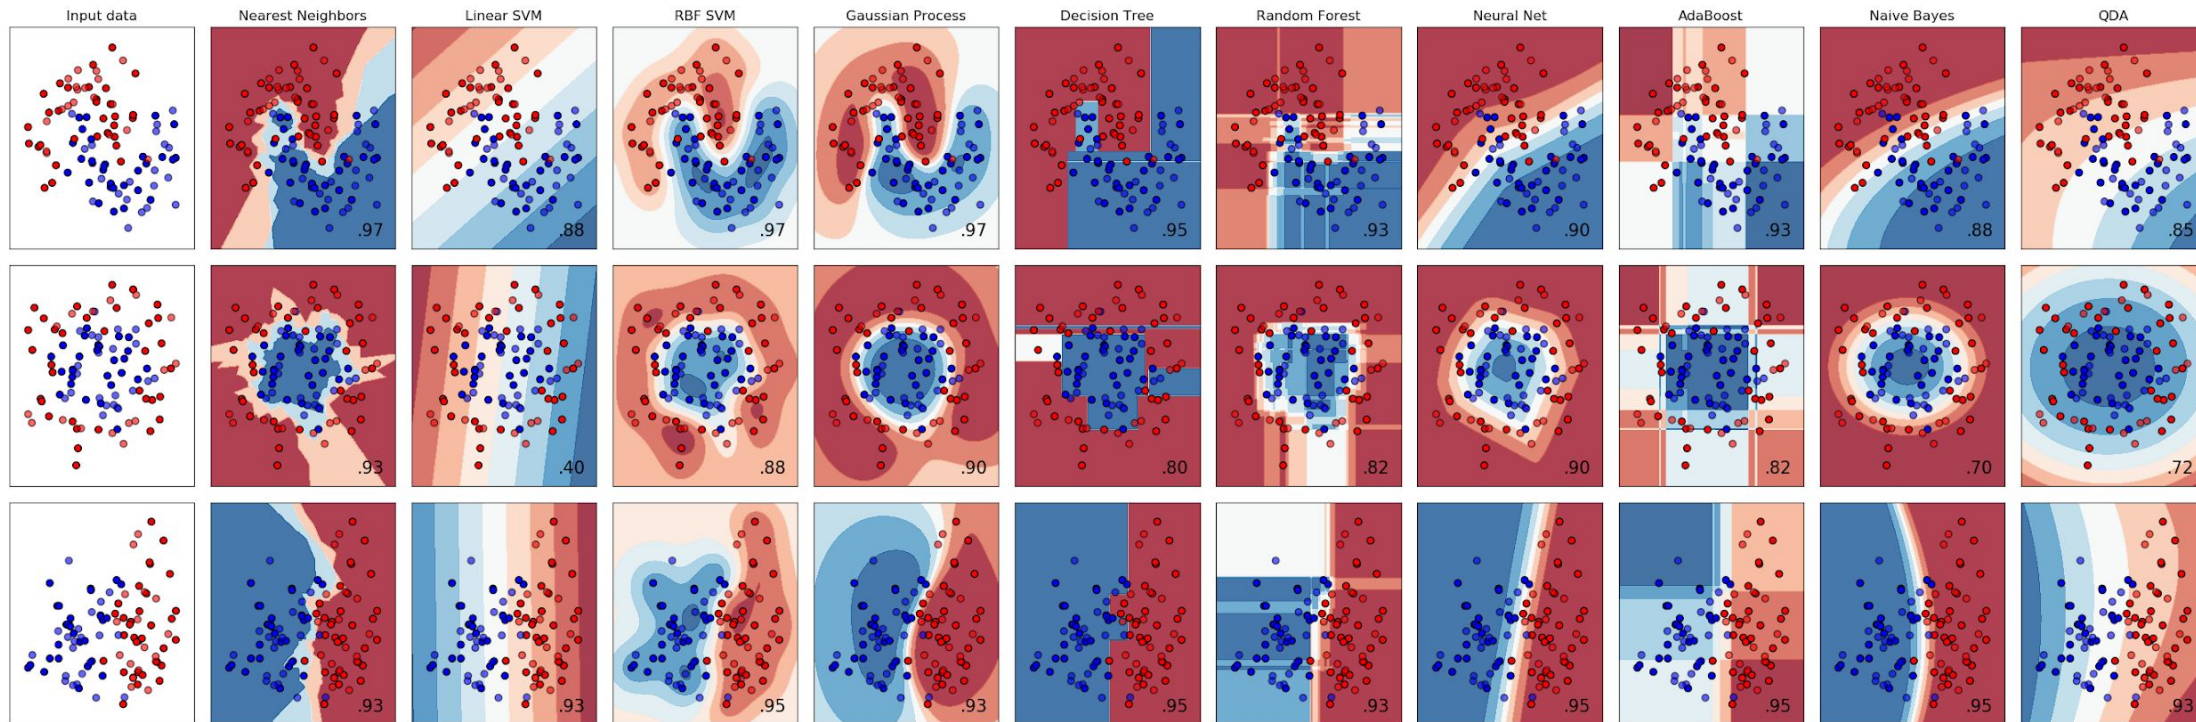 Input data Nearest Neighbors Linear SVM RBF SVM Gaussian Process Decision Tree Random Forest Neural Net AdaBoost Naive Bayes QDA
.97 .88 .97 .97 .95 .93 .90 .93 .88 .85
.93 .40 .88 .90 .80 .82 .90 .82 .70 .72
.93 .93 .95 .93 .95 .93 .95 .95 .95 .93